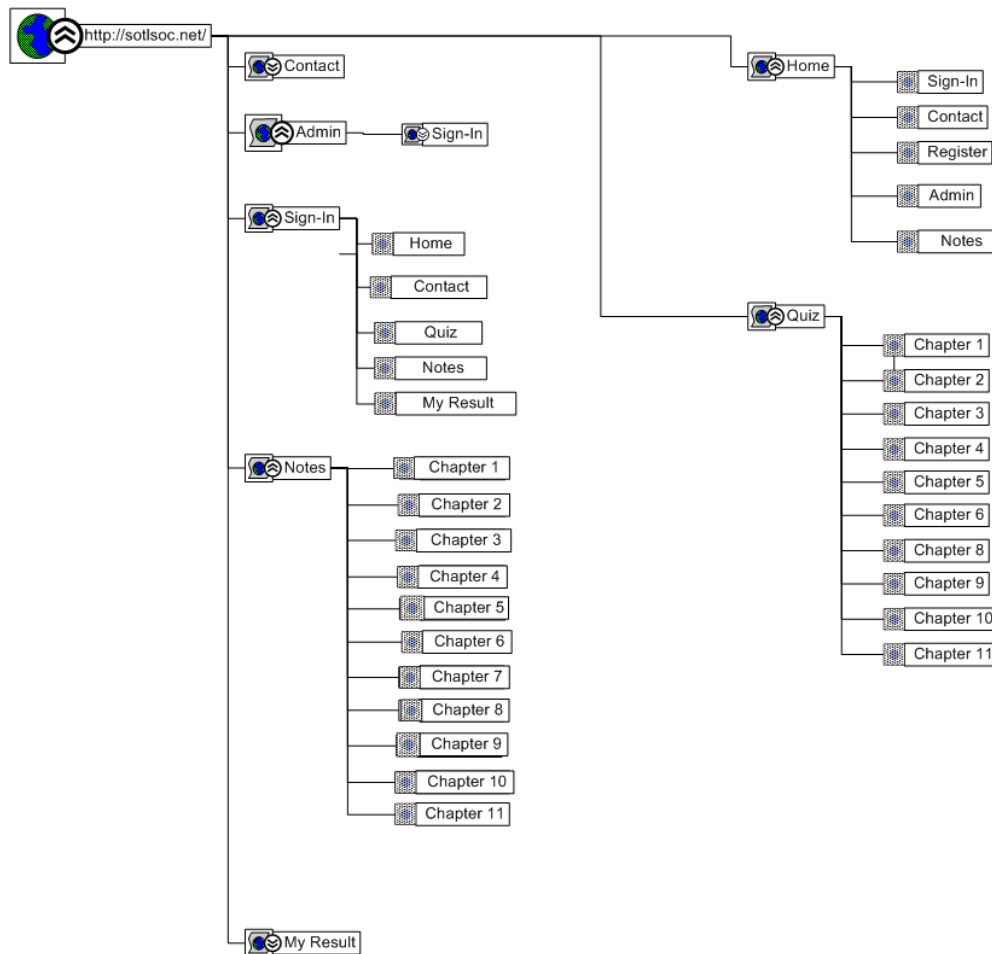 http://sotlsoc.net/
Contact
Admin
Sign-In
Sign-In
Home
Contact
Quiz
Notes
My Result
Notes
Chapter 1
Chapter 2
Chapter 3
Chapter 4
Chapter 5
Chapter 6
Chapter 7
Chapter 8
Chapter 9
Chapter 10
Chapter 11
My Result
Home
Sign-In
Contact
Register
Admin
Notes
Quiz
Chapter 1
Chapter 2
Chapter 3
Chapter 4
Chapter 5
Chapter 6
Chapter 8
Chapter 9
Chapter 10
Chapter 11